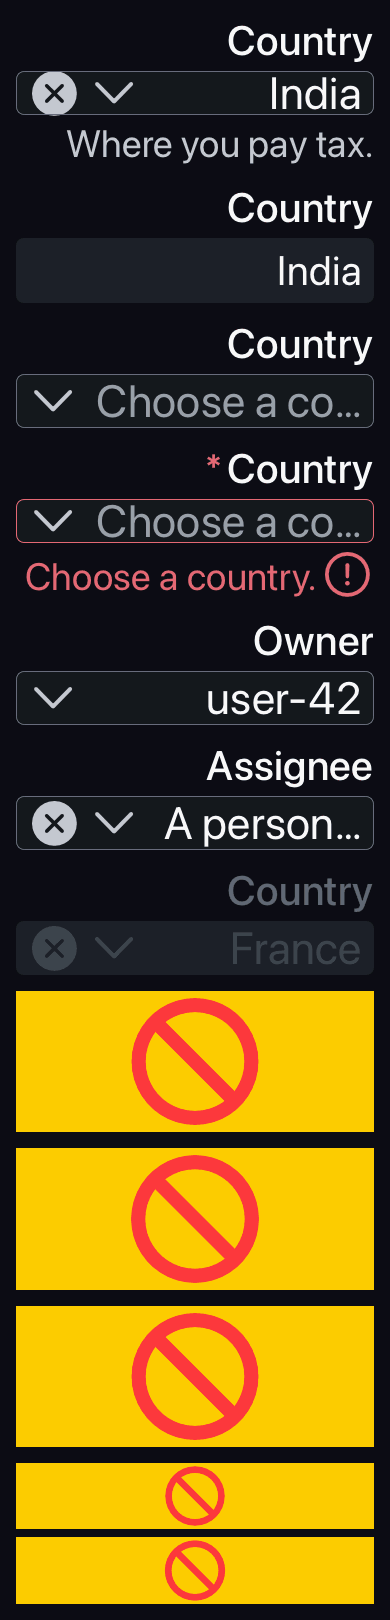 Country
India
Where you pay tax.
Country
India
Country
Choose a co…
* Country
Choose a co…
Choose a country.
Owner
user-42
Assignee
A person…
Country
France